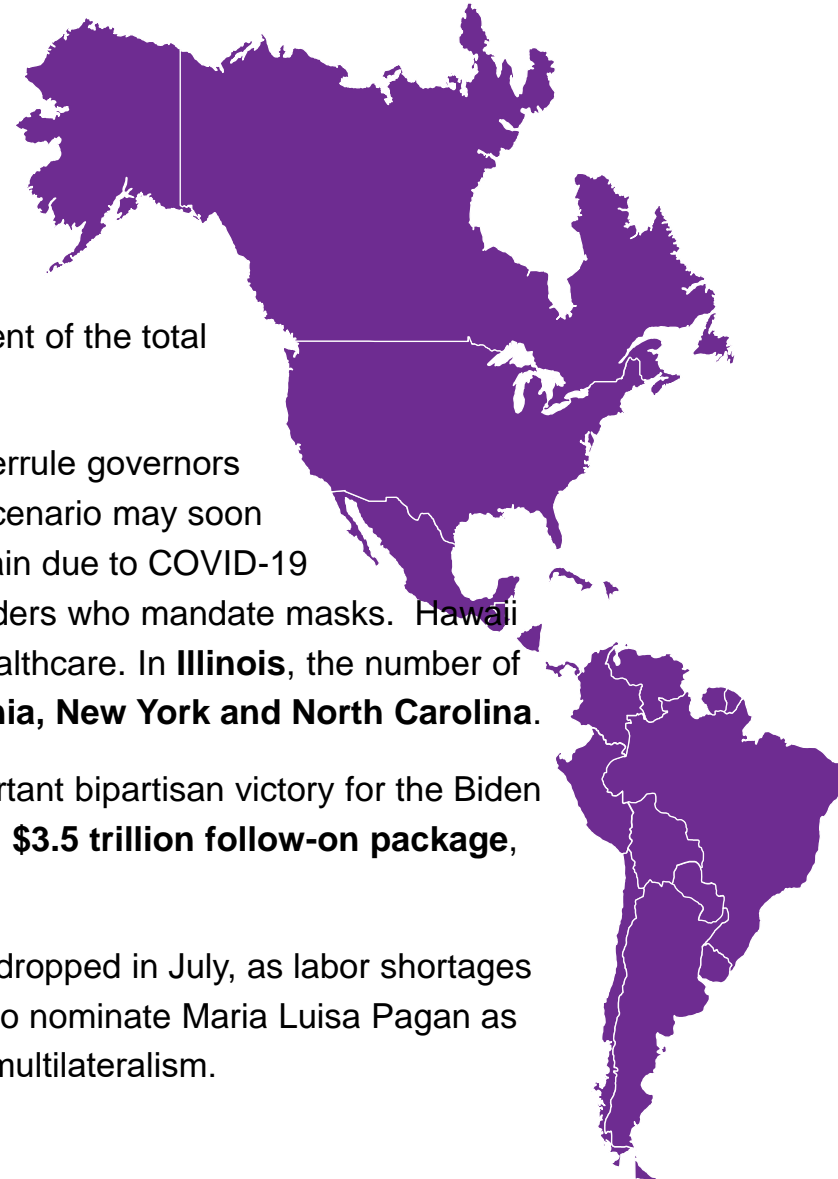 ent of the total
errule governors
cenario may soon
ain due to COVID-19
ders who mandate masks.  Hawaii
althcare. In Illinois, the number of
nia, New York and North Carolina.
rtant bipartisan victory for the Biden
$3.5 trillion follow-on package,
dropped in July, as labor shortages
o nominate Maria Luisa Pagan as
multilateralism.